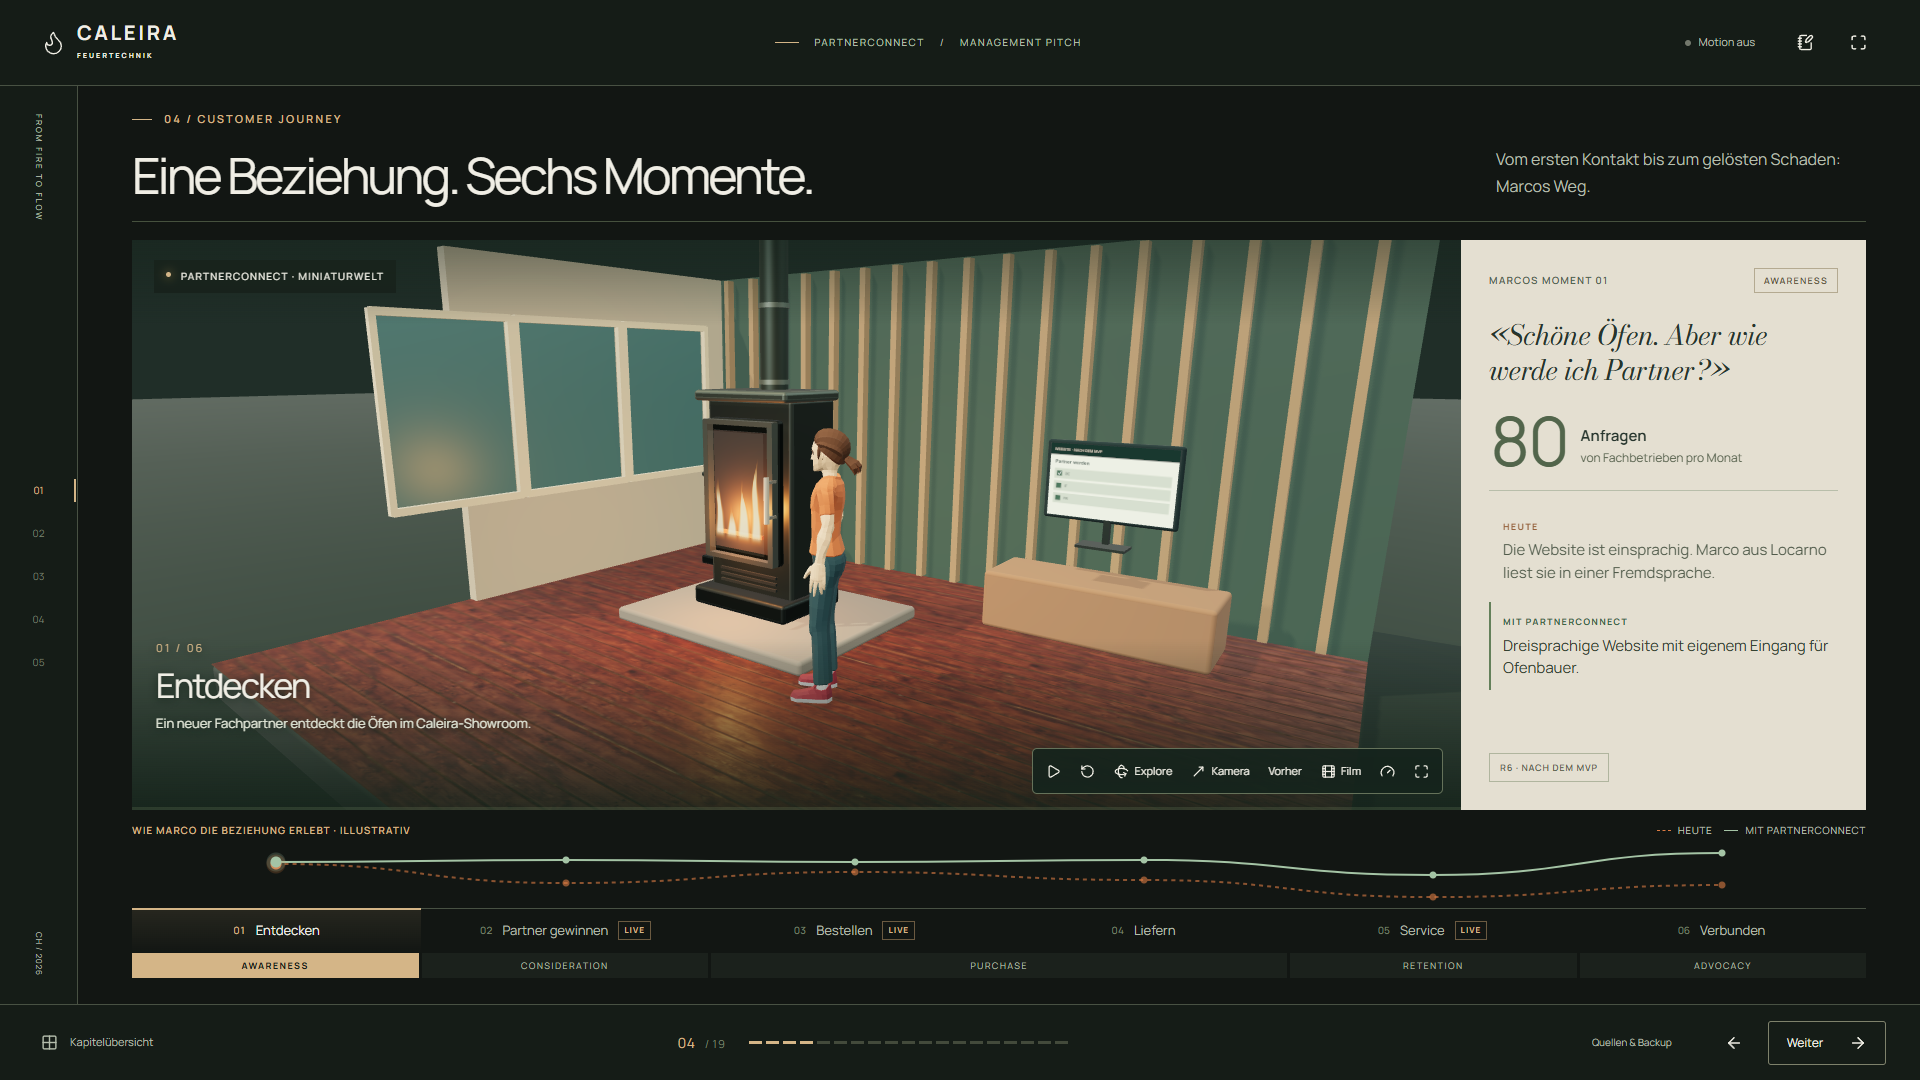 CALEIRA
FEUERTECHNIK
PARTNERCONNECT / MANAGEMENT PITCH
Motion aus
FROM FIRE TO FLOW
01
02
03
04
05
CH / 2026
04 / CUSTOMER JOURNEY
Eine Beziehung. Sechs Momente.
Vom ersten Kontakt bis zum gelösten Schaden:
Marcos Weg.
PARTNERCONNECT · MINIATURWELT
WEBSITE · NACH DEM MVP
Partner werden
01 / 06
Entdecken
Ein neuer Fachpartner entdeckt die Öfen im Caleira-Showroom.
Explore
Kamera
Vorher
Film
MARCOS MOMENT 01
AWARENESS
«Schöne Öfen. Aber wie
werde ich Partner?»
80
Anfragen
von Fachbetrieben pro Monat
HEUTE
Die Website ist einsprachig. Marco aus Locarno
liest sie in einer Fremdsprache.
MIT PARTNERCONNECT
Dreisprachige Website mit eigenem Eingang für
Ofenbauer.
R6 · NACH DEM MVP
WIE MARCO DIE BEZIEHUNG ERLEBT · ILLUSTRATIV
HEUTE
MIT PARTNERCONNECT
01 Entdecken
02 Partner gewinnen LIVE
03 Bestellen LIVE
04 Liefern
05 Service LIVE
06 Verbunden
AWARENESS
CONSIDERATION
PURCHASE
RETENTION
ADVOCACY
Kapitelübersicht
04 / 19
Quellen & Backup
Weiter